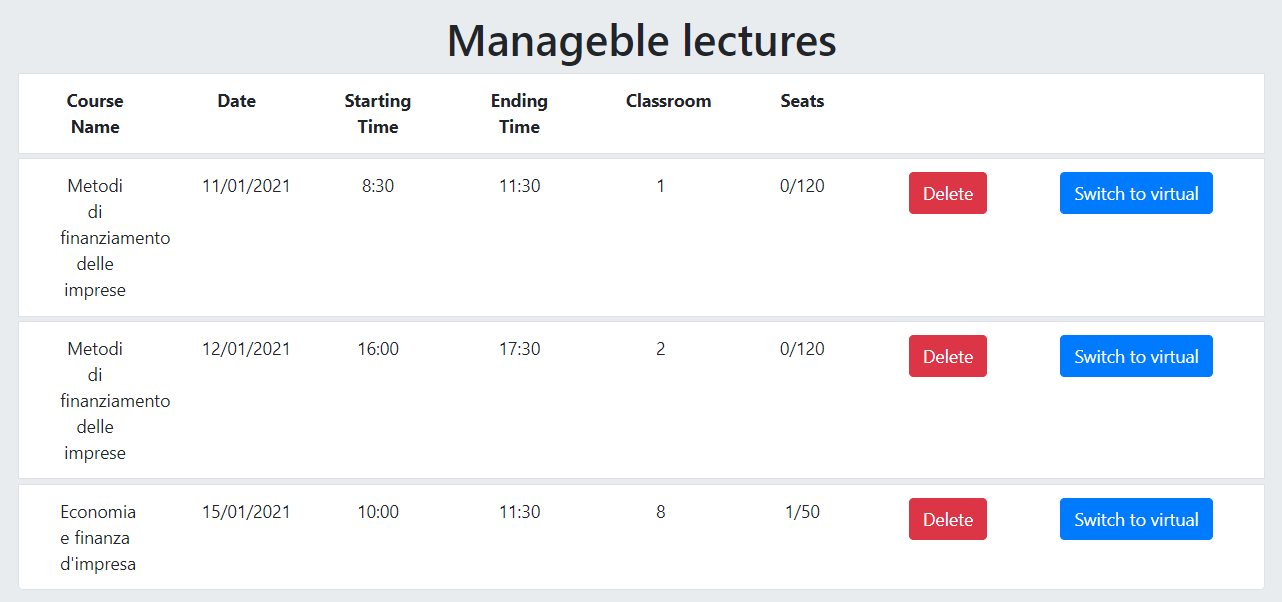 Manageble lectures
Course Date Starting Ending Classroom Seats
Name Time Time
Metodi 11/01/2021 8:30 11:30 1 0/120 Delete Switch to virtual
di
finanziamento
delle
imprese
Metodi 12/01/2021 16:00 17:30 2 0/120 Delete Switch to virtual
di
finanziamento
delle
imprese
Economia 15/01/2021 10:00 11:30 8 1/50 Delete Switch to virtual
e finanza
d'impresa